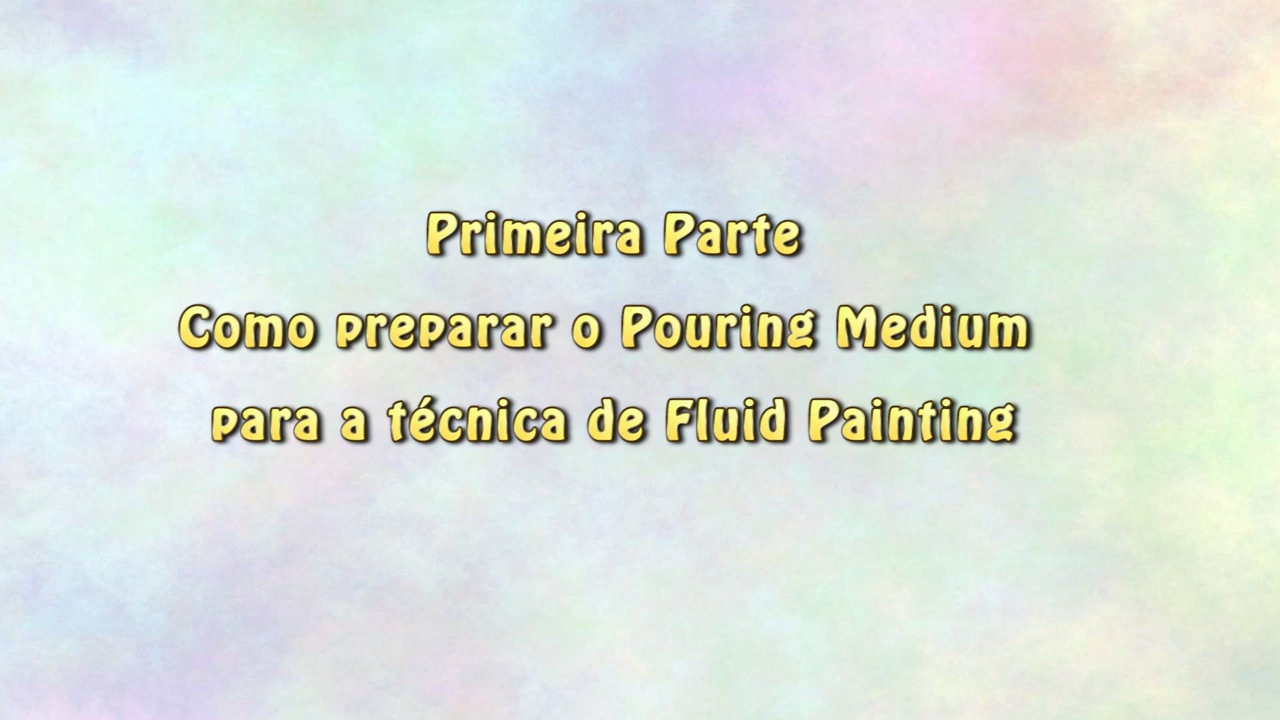 Primeira Parte
Como preparar o Pouring Medium
para a técnica de Fluid Painting